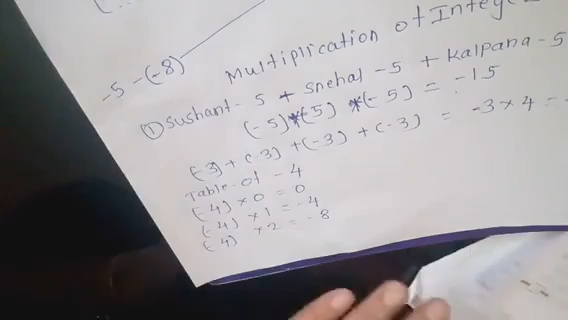 -5 -(-8)
Multiplication of Intege
① Sushant - 5 + Snehal - 5 + Kalpana - 5
(-5)*(5) *(-5) = -15
(-3) + (-3) + (-3) + (-3) = -3 × 4 = -
Table of - 4
(-4) × 0 = 0
(-4) × 1 = -4
(-4) × 2 = -8